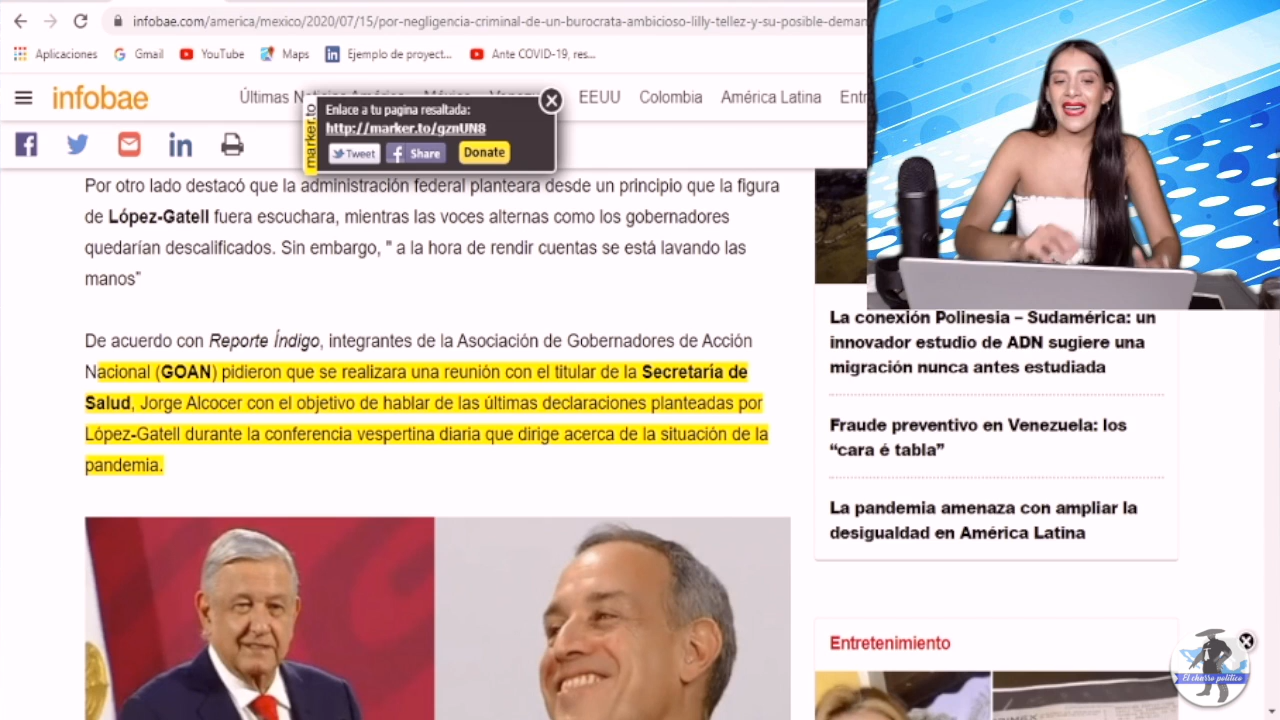 infobae.com/america/mexico/2020/07/15/por-negligencia-criminal-de-un-burocrata-ambicioso-lilly-tellez-y-su-posible-deman
Aplicaciones
Gmail
YouTube
Maps
Ejemplo de proyect...
Ante COVID-19, res...
infobae
Últimas Noticias América
México
Venezuela
EEUU
Colombia
América Latina
Entr
marker.to
Enlace a tu pagina resaltada:
http://marker.to/gznUN8
Tweet
Share
Donate
Por otro lado destacó que la administración federal planteara desde un principio que la figura
de López-Gatell fuera escuchara, mientras las voces alternas como los gobernadores
quedarían descalificados. Sin embargo, " a la hora de rendir cuentas se está lavando las
manos"
De acuerdo con Reporte Índigo, integrantes de la Asociación de Gobernadores de Acción
Nacional (GOAN) pidieron que se realizara una reunión con el titular de la Secretaría de
Salud, Jorge Alcocer con el objetivo de hablar de las últimas declaraciones planteadas por
López-Gatell durante la conferencia vespertina diaria que dirige acerca de la situación de la
pandemia.
La conexión Polinesia – Sudamérica: un
innovador estudio de ADN sugiere una
migración nunca antes estudiada
Fraude preventivo en Venezuela: los
“cara é tabla”
La pandemia amenaza con ampliar la
desigualdad en América Latina
Entretenimiento
El charro político